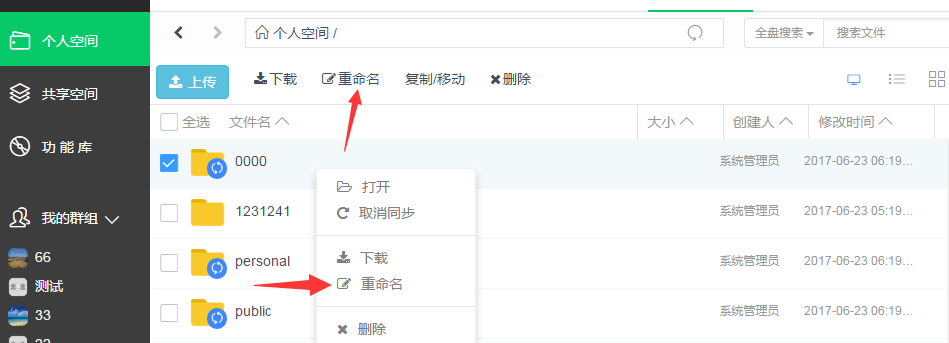 个人空间 /
全盘搜索
搜索文件
个人空间
共享空间
功 能 库
我的群组
66
测试
33
上传
下载
重命名
复制/移动
删除
全选
文件名
大小
创建人
修改时间
0000
系统管理员
2017-06-23 06:19...
1231241
系统管理员
2017-06-23 05:19...
personal
系统管理员
2017-06-23 06:19...
public
系统管理员
2017-06-23 06:19...
打开
取消同步
下载
重命名
删除